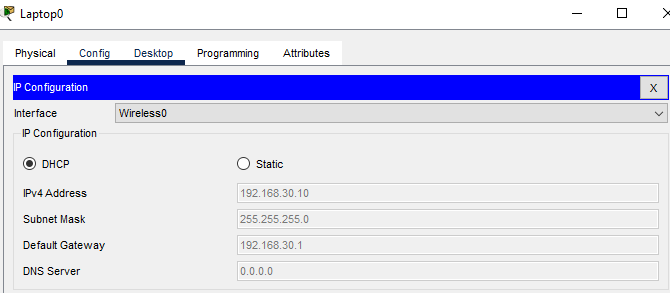 Laptop0
Physical Config Desktop Programming Attributes
IP Configuration X
Interface Wireless0
IP Configuration
DHCP Static
IPv4 Address 192.168.30.10
Subnet Mask 255.255.255.0
Default Gateway 192.168.30.1
DNS Server 0.0.0.0